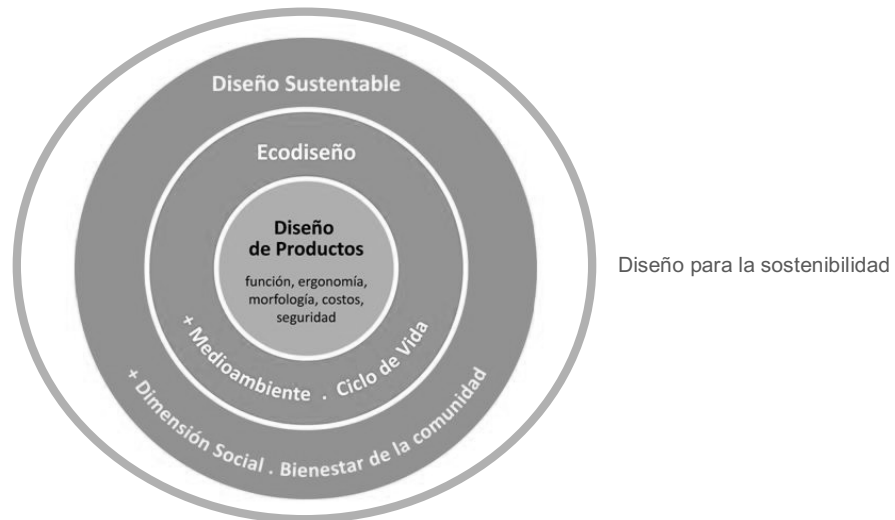 Diseño Sustentable
Ecodiseño
Diseño
de Productos
función, ergonomía,
morfología, costos,
seguridad
+ Medioambiente . Ciclo de Vida
+ Dimensión Social . Bienestar de la comunidad
Diseño para la sostenibilidad